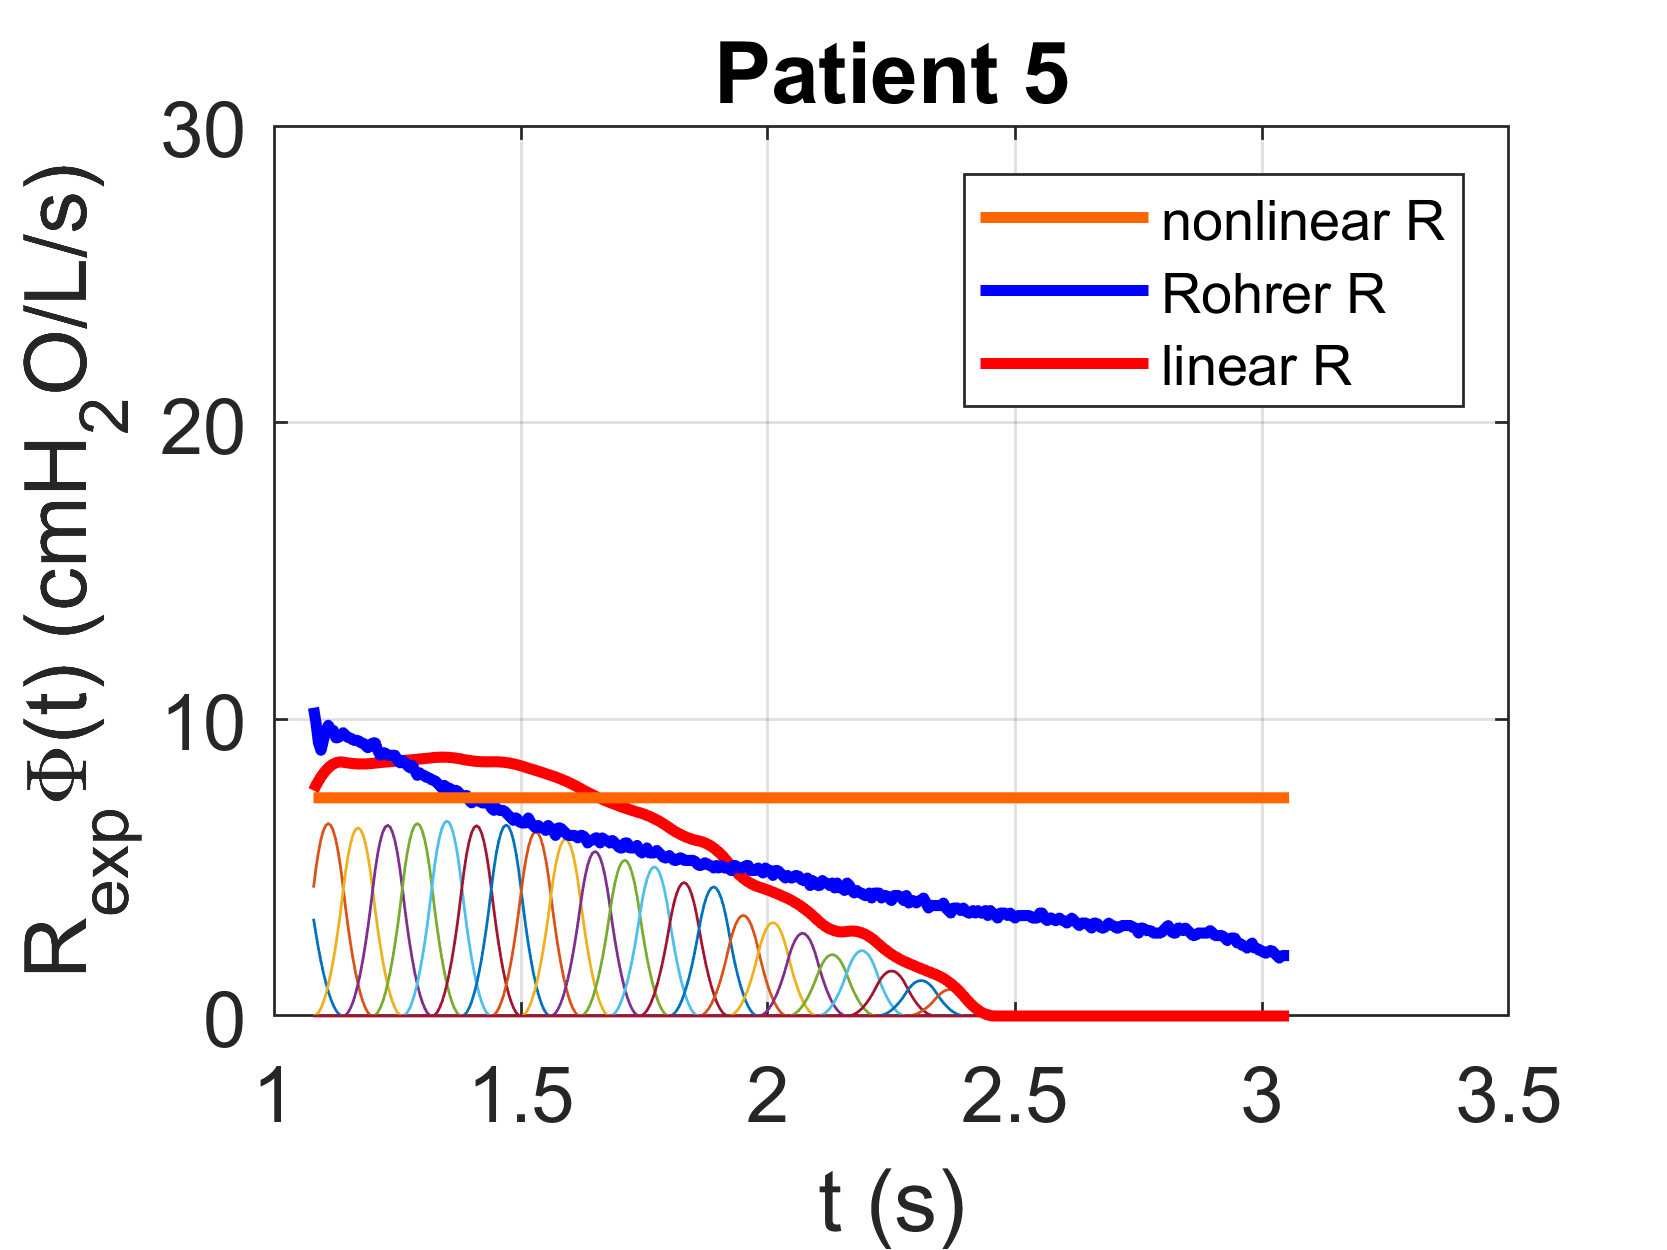 Patient 5
R_exp Φ(t) (cmH₂O/L/s)
30
20
10
0
nonlinear R
Rohrer R
linear R
1 1.5 2 2.5 3 3.5
t (s)